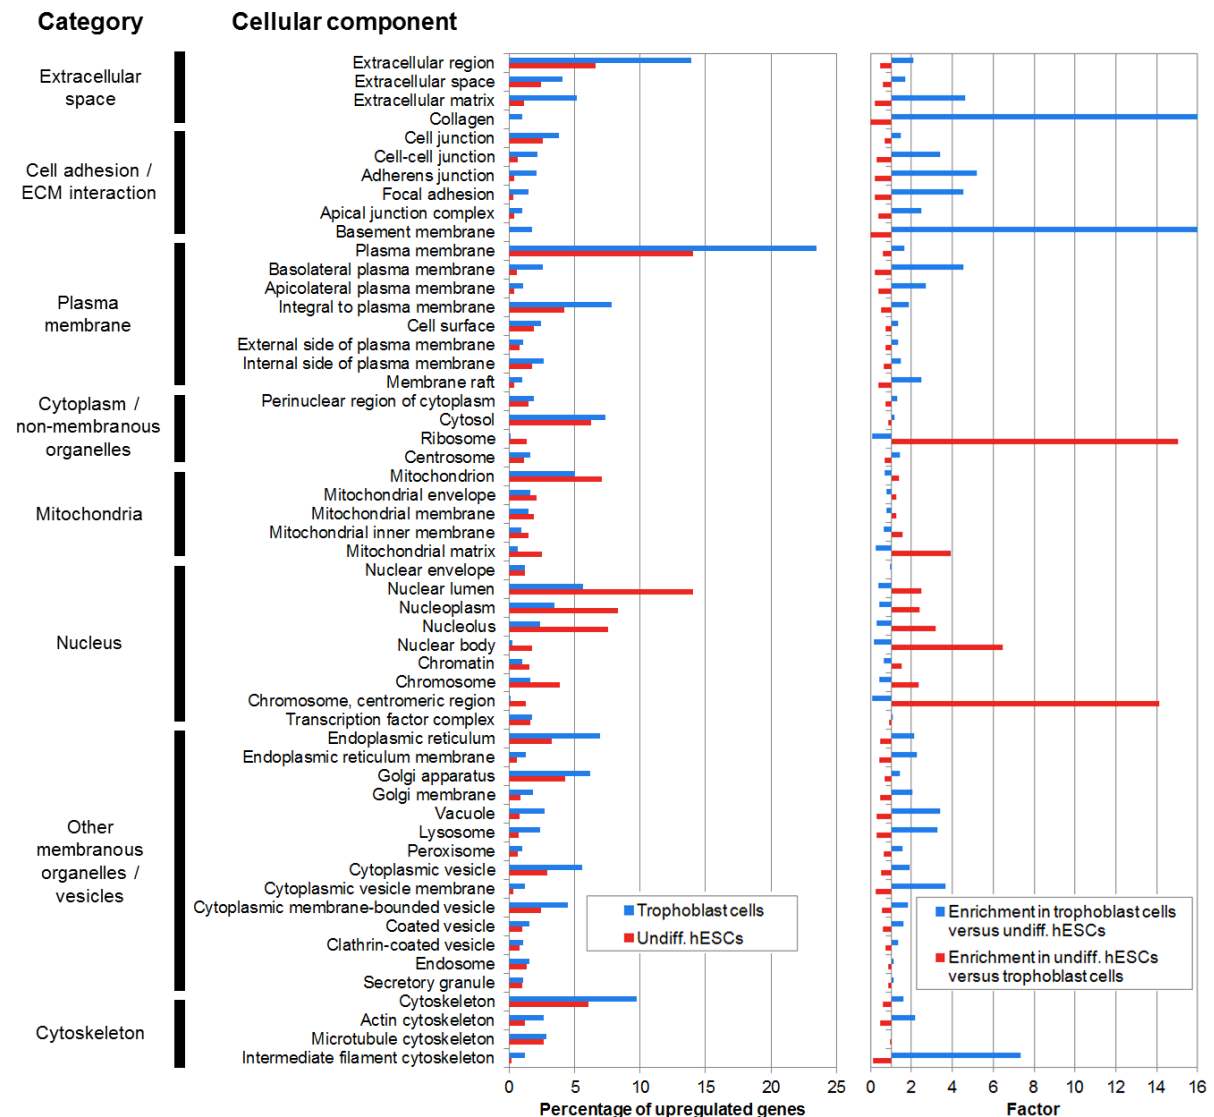 Category
Cellular component
Extracellular
space
Cell adhesion /
ECM interaction
Plasma
membrane
Cytoplasm /
non-membranous
organelles
Mitochondria
Nucleus
Other
membranous
organelles /
vesicles
Cytoskeleton
Extracellular region
Extracellular space
Extracellular matrix
Collagen
Cell junction
Cell-cell junction
Adherens junction
Focal adhesion
Apical junction complex
Basement membrane
Plasma membrane
Basolateral plasma membrane
Apicolateral plasma membrane
Integral to plasma membrane
Cell surface
External side of plasma membrane
Internal side of plasma membrane
Membrane raft
Perinuclear region of cytoplasm
Cytosol
Ribosome
Centrosome
Mitochondrion
Mitochondrial envelope
Mitochondrial membrane
Mitochondrial inner membrane
Mitochondrial matrix
Nuclear envelope
Nuclear lumen
Nucleoplasm
Nucleolus
Nuclear body
Chromatin
Chromosome
Chromosome, centromeric region
Transcription factor complex
Endoplasmic reticulum
Endoplasmic reticulum membrane
Golgi apparatus
Golgi membrane
Vacuole
Lysosome
Peroxisome
Cytoplasmic vesicle
Cytoplasmic vesicle membrane
Cytoplasmic membrane-bounded vesicle
Coated vesicle
Clathrin-coated vesicle
Endosome
Secretory granule
Cytoskeleton
Actin cytoskeleton
Microtubule cytoskeleton
Intermediate filament cytoskeleton
Trophoblast cells
Undiff. hESCs
0 5 10 15 20 25
Percentage of upregulated genes
Enrichment in trophoblast cells
versus undiff. hESCs
Enrichment in undiff. hESCs
versus trophoblast cells
0 2 4 6 8 10 12 14 16
Factor